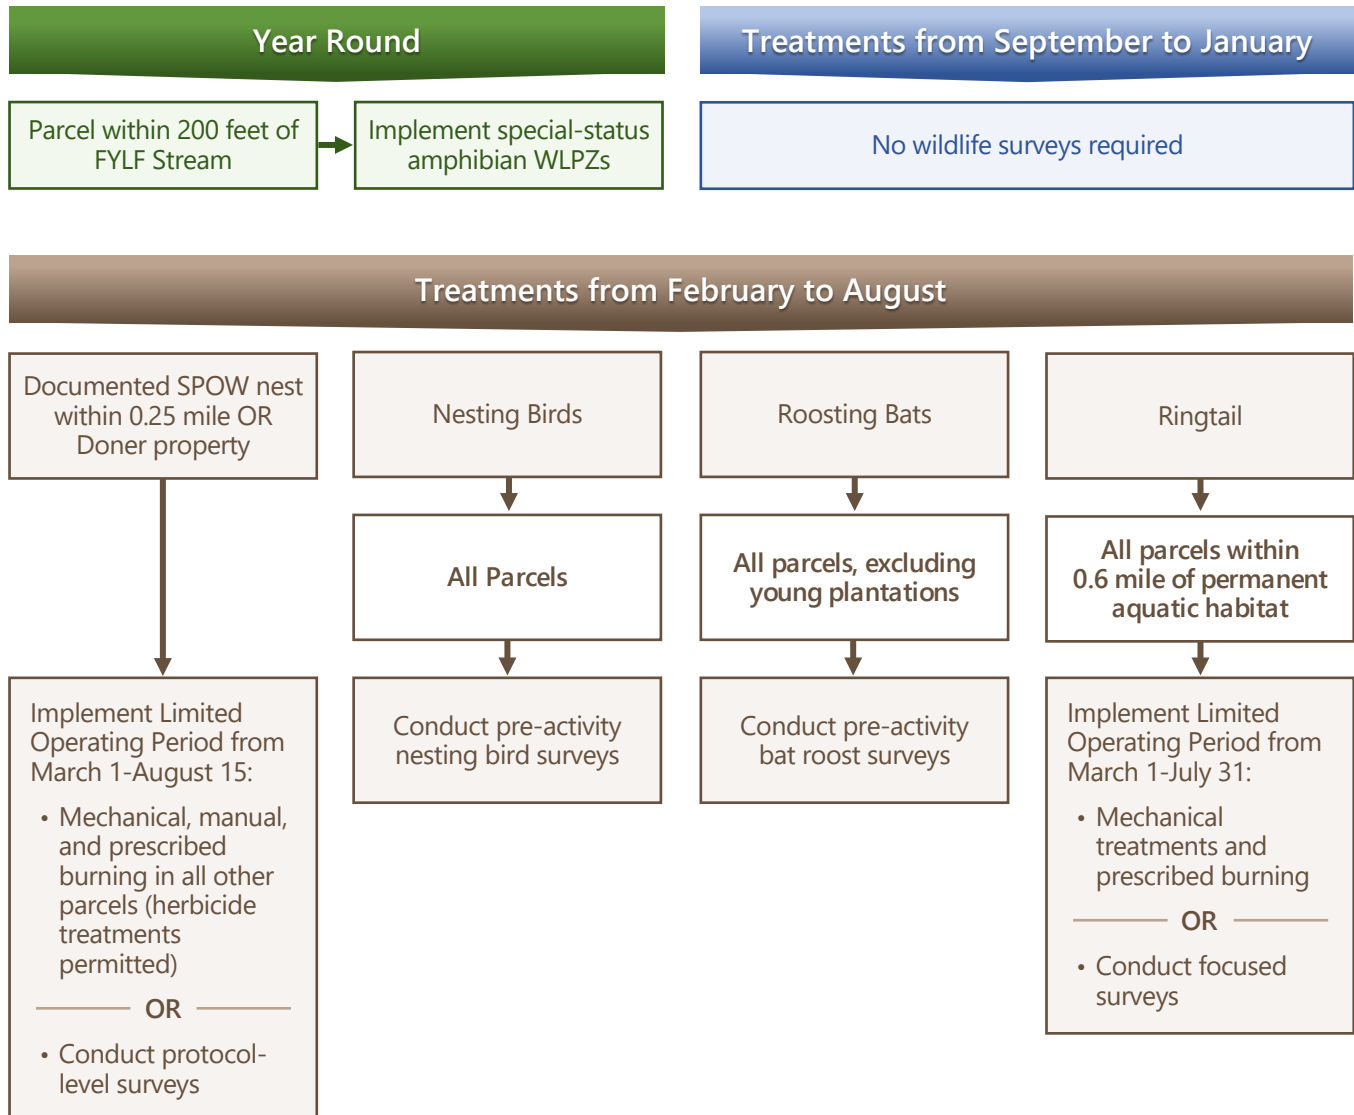 Year Round
Parcel within 200 feet of
FYLF Stream
Implement special-status
amphibian WLPZs
Treatments from September to January
No wildlife surveys required
Treatments from February to August
Documented SPOW nest
within 0.25 mile OR
Doner property
Implement Limited
Operating Period from
March 1-August 15:
• Mechanical, manual,
and prescribed
burning in all other
parcels (herbicide
treatments
permitted)
OR
• Conduct protocol-
level surveys
Nesting Birds
All Parcels
Conduct pre-activity
nesting bird surveys
Roosting Bats
All parcels, excluding
young plantations
Conduct pre-activity
bat roost surveys
Ringtail
All parcels within
0.6 mile of permanent
aquatic habitat
Implement Limited
Operating Period from
March 1-July 31:
• Mechanical
treatments and
prescribed burning
OR
• Conduct focused
surveys